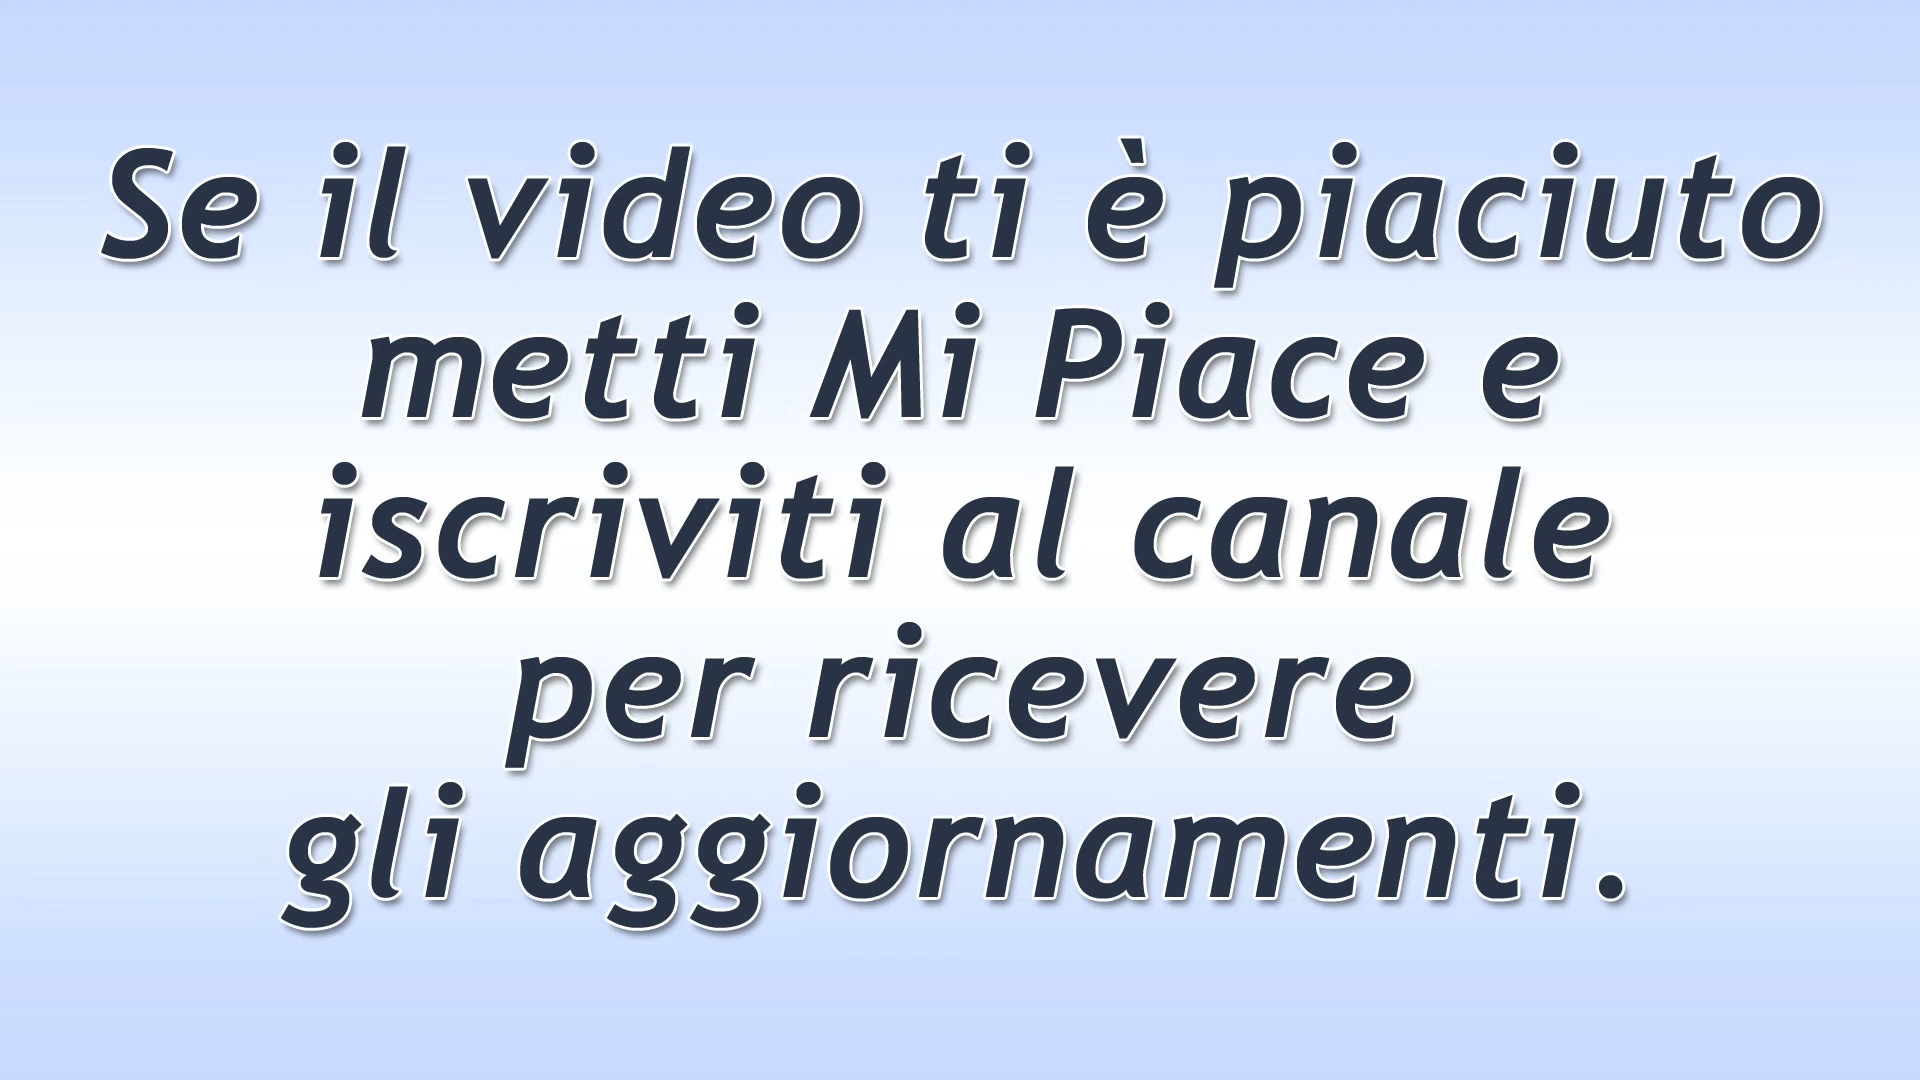 Se il video ti è piaciuto
metti Mi Piace e
iscriviti al canale
per ricevere
gli aggiornamenti.